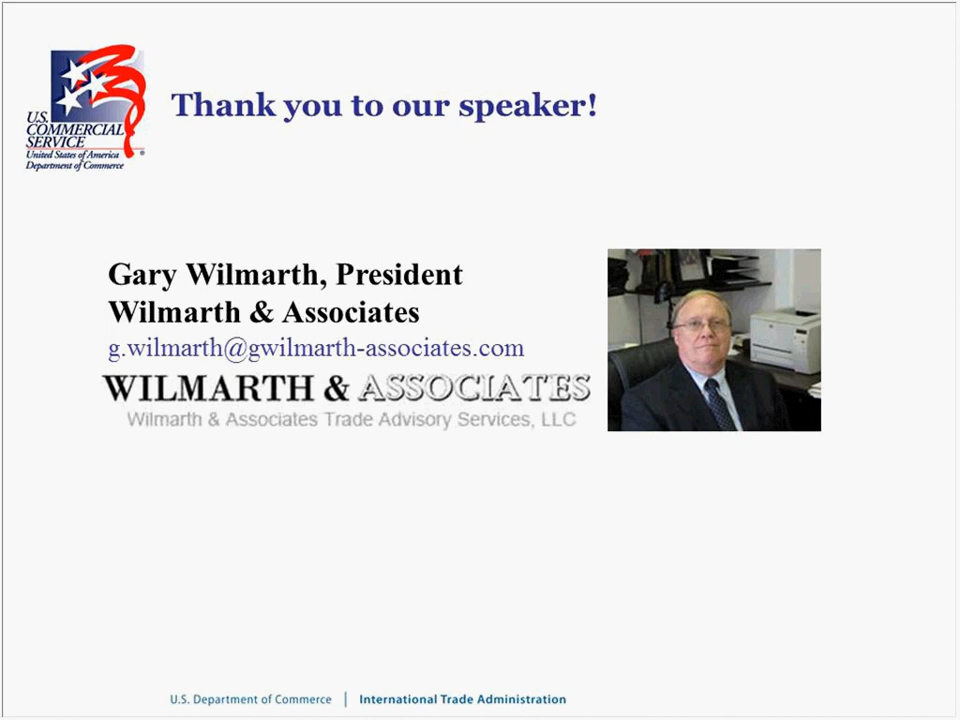 U.S.
COMMERCIAL
SERVICE
United States of America
Department of Commerce
®
Thank you to our speaker!
Gary Wilmarth, President
Wilmarth & Associates
g.wilmarth@gwilmarth-associates.com
WILMARTH & ASSOCIATES
Wilmarth & Associates Trade Advisory Services, LLC
U.S. Department of Commerce | International Trade Administration